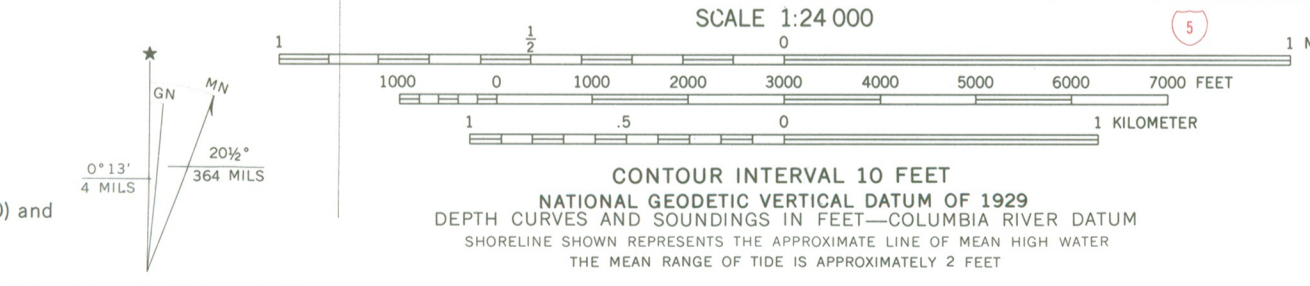 SCALE 1:24 000
5
1 ½ 0 1
1000 0 1000 2000 3000 4000 5000 6000 7000 FEET
1 .5 0 1 KILOMETER
★
GN MN
0°13'
4 MILS
20½°
364 MILS
) and
CONTOUR INTERVAL 10 FEET
NATIONAL GEODETIC VERTICAL DATUM OF 1929
DEPTH CURVES AND SOUNDINGS IN FEET—COLUMBIA RIVER DATUM
SHORELINE SHOWN REPRESENTS THE APPROXIMATE LINE OF MEAN HIGH WATER
THE MEAN RANGE OF TIDE IS APPROXIMATELY 2 FEET